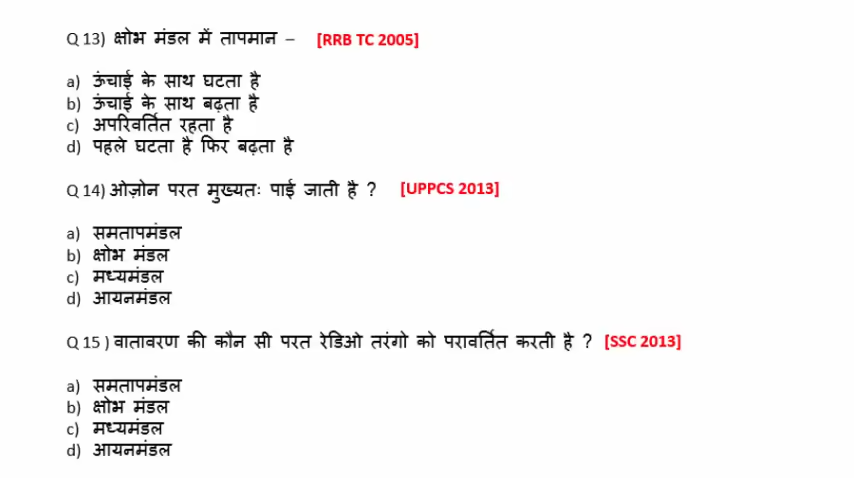 Q 13) क्षोभ मंडल में तापमान – [RRB TC 2005]
a) ऊंचाई के साथ घटता है
b) ऊंचाई के साथ बढ़ता है
c) अपरिवर्तित रहता है
d) पहले घटता है फिर बढ़ता है
Q 14) ओज़ोन परत मुख्यतः पाई जाती है ? [UPPCS 2013]
a) समतापमंडल
b) क्षोभ मंडल
c) मध्यमंडल
d) आयनमंडल
Q 15 ) वातावरण की कौन सी परत रेडिओ तरंगो को परावर्तित करती है ? [SSC 2013]
a) समतापमंडल
b) क्षोभ मंडल
c) मध्यमंडल
d) आयनमंडल